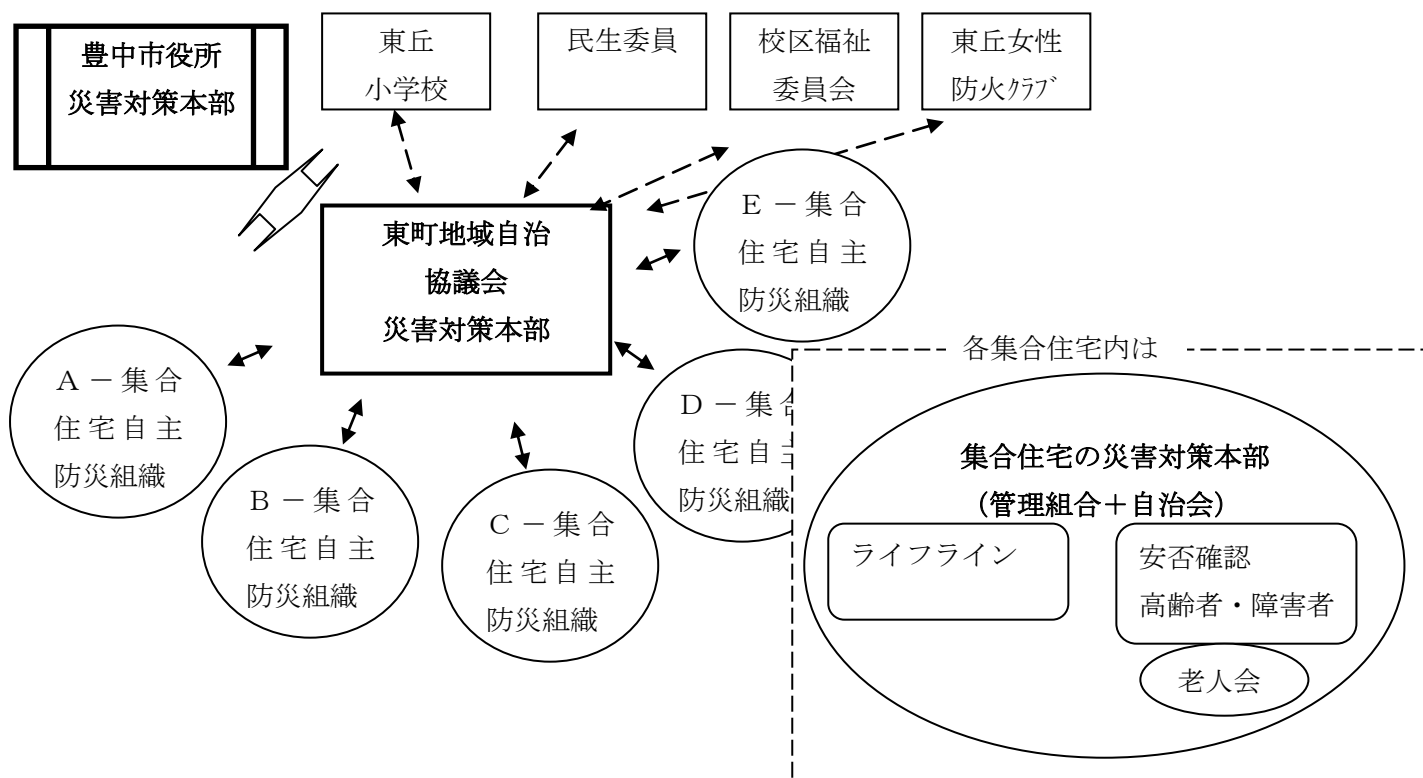 豊中市役所
災害対策本部
東丘
小学校
民生委員
校区福祉
委員会
東丘女性
防火ｸﾗﾌﾞ
東町地域自治
協議会
災害対策本部
E－集合
住宅自主
防災組織
A－集合
住宅自主
防災組織
B－集合
住宅自主
防災組織
C－集合
住宅自主
防災組織
D－集合
住宅自主
防災組織
各集合住宅内は
集合住宅の災害対策本部
（管理組合＋自治会）
ライフライン
安否確認
高齢者・障害者
老人会